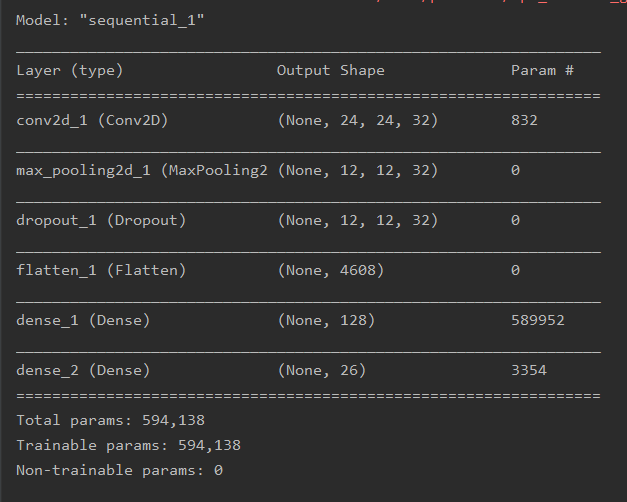 Model: "sequential_1"
_________________________________________________________________
Layer (type)                 Output Shape              Param #
=================================================================
conv2d_1 (Conv2D)            (None, 24, 24, 32)        832
_________________________________________________________________
max_pooling2d_1 (MaxPooling2 (None, 12, 12, 32)        0
_________________________________________________________________
dropout_1 (Dropout)          (None, 12, 12, 32)        0
_________________________________________________________________
flatten_1 (Flatten)          (None, 4608)              0
_________________________________________________________________
dense_1 (Dense)              (None, 128)               589952
_________________________________________________________________
dense_2 (Dense)              (None, 26)                3354
=================================================================
Total params: 594,138
Trainable params: 594,138
Non-trainable params: 0